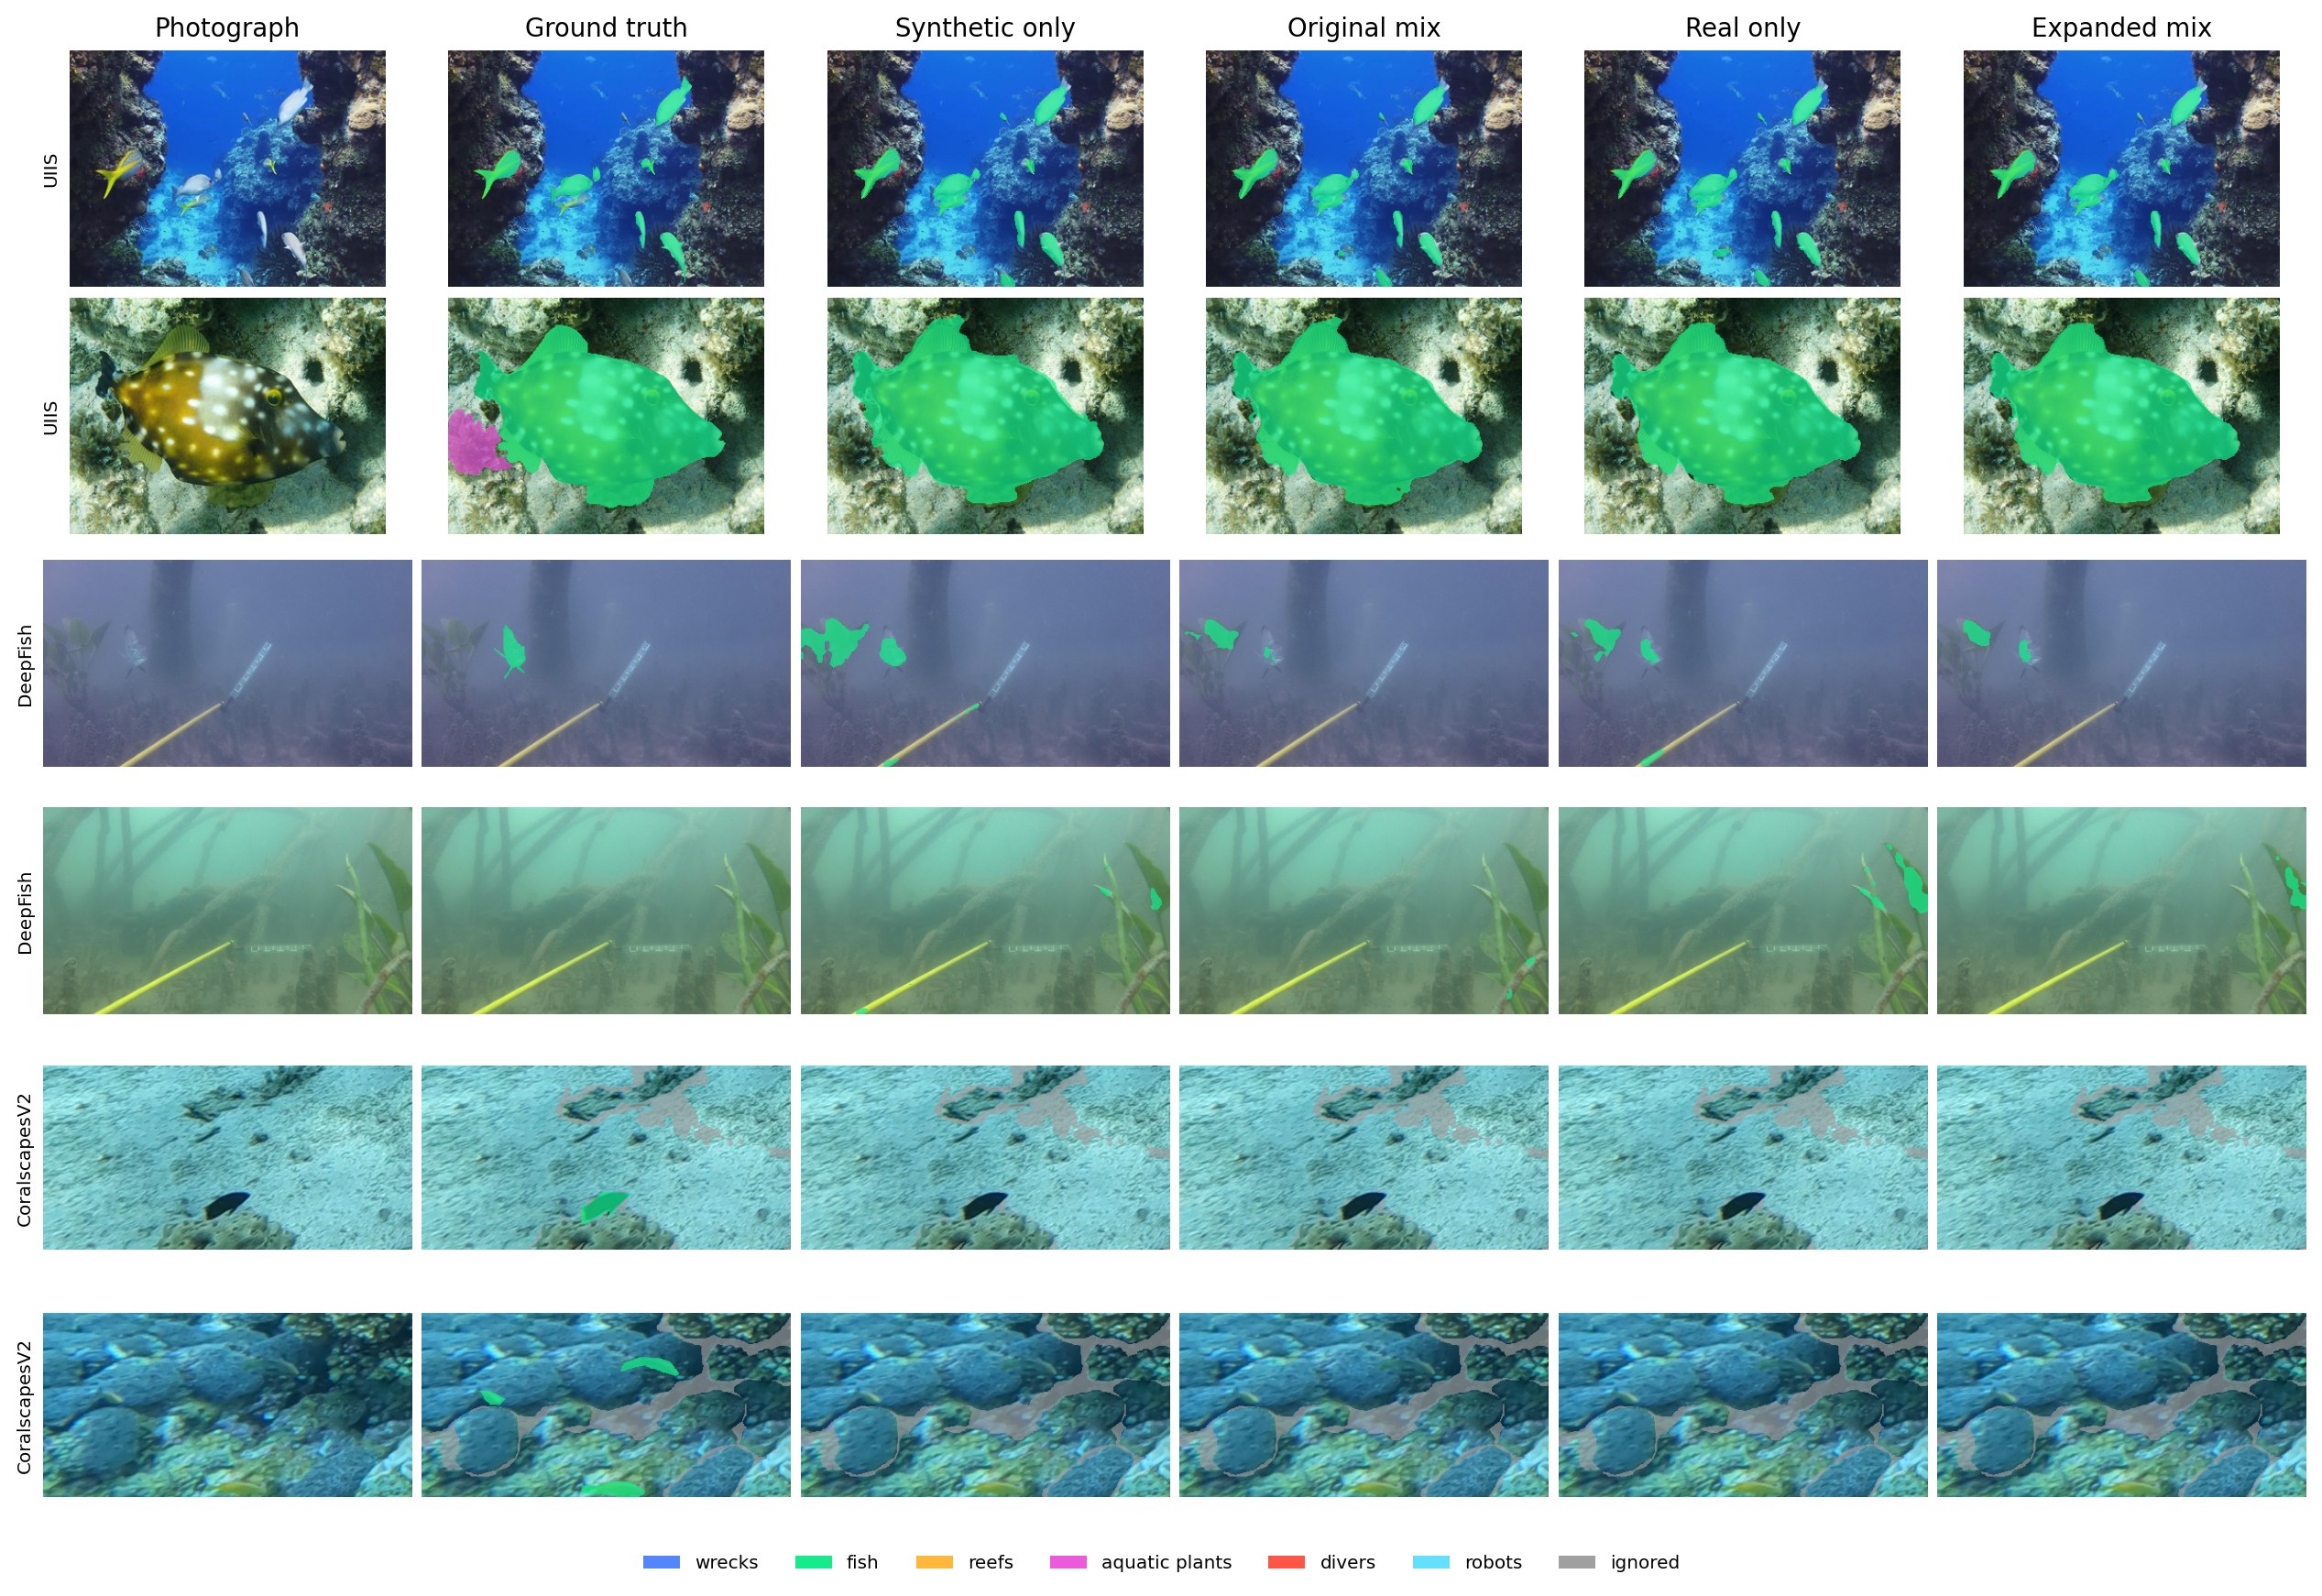 Photograph Ground truth Synthetic only Original mix Real only Expanded mix
UIIS
UIIS
DeepFish
DeepFish
CoralscapesV2
CoralscapesV2
wrecks fish reefs aquatic plants divers robots ignored